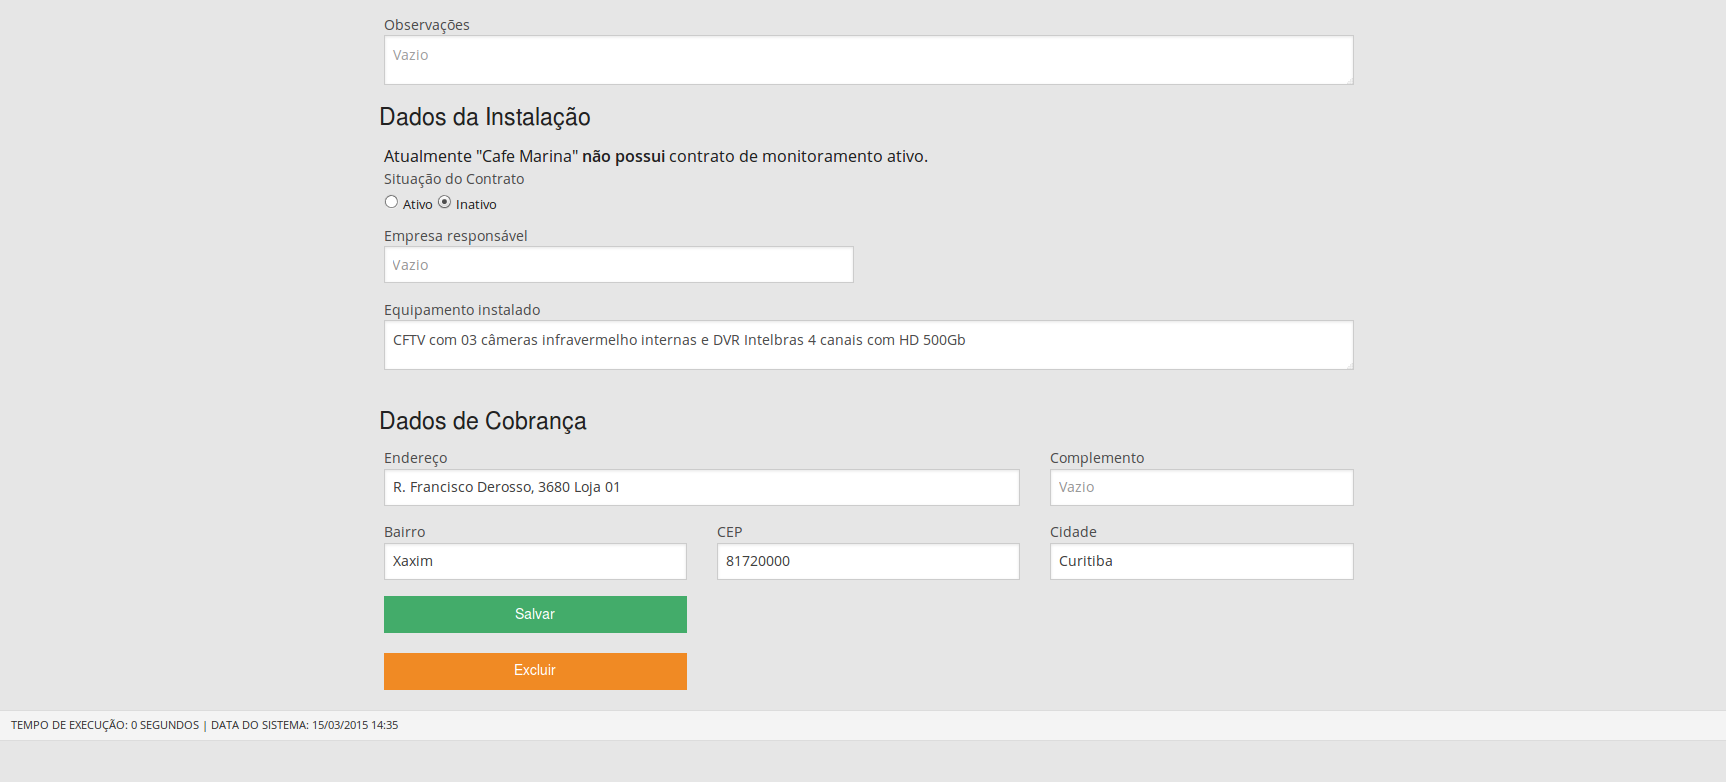 Observações
Vazio
Dados da Instalação
Atualmente "Cafe Marina" não possui contrato de monitoramento ativo.
Situação do Contrato
Ativo Inativo
Empresa responsável
Vazio
Equipamento instalado
CFTV com 03 câmeras infravermelho internas e DVR Intelbras 4 canais com HD 500Gb
Dados de Cobrança
Endereço Complemento
R. Francisco Derosso, 3680 Loja 01 Vazio
Bairro CEP Cidade
Xaxim 81720000 Curitiba
Salvar
Excluir
TEMPO DE EXECUÇÃO: 0 SEGUNDOS | DATA DO SISTEMA: 15/03/2015 14:35